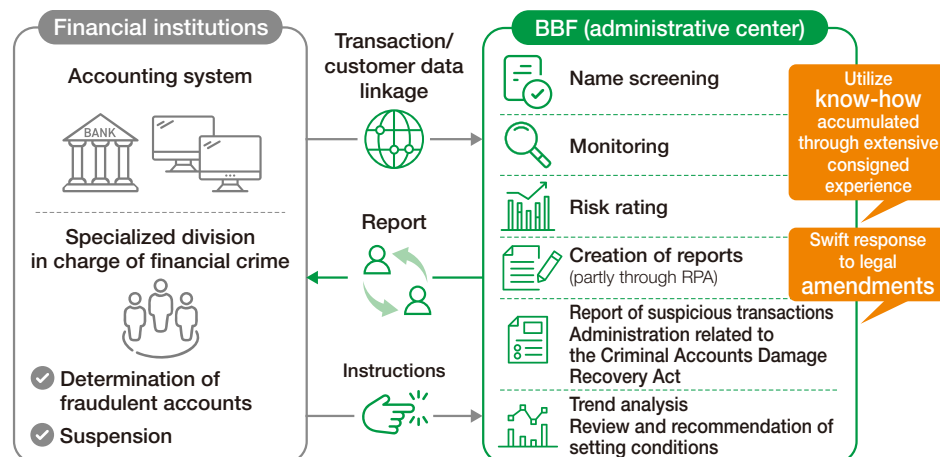 Financial institutions
Accounting system
BANK
Specialized division
in charge of financial crime
Determination of
fraudulent accounts
Suspension
Transaction/
customer data
linkage
Report
Instructions
BBF (administrative center)
Name screening
Monitoring
Risk rating
Creation of reports
(partly through RPA)
Report of suspicious transactions
Administration related to
the Criminal Accounts Damage
Recovery Act
Trend analysis
Review and recommendation of
setting conditions
Utilize
know-how
accumulated
through extensive
consigned
experience
Swift response
to legal
amendments